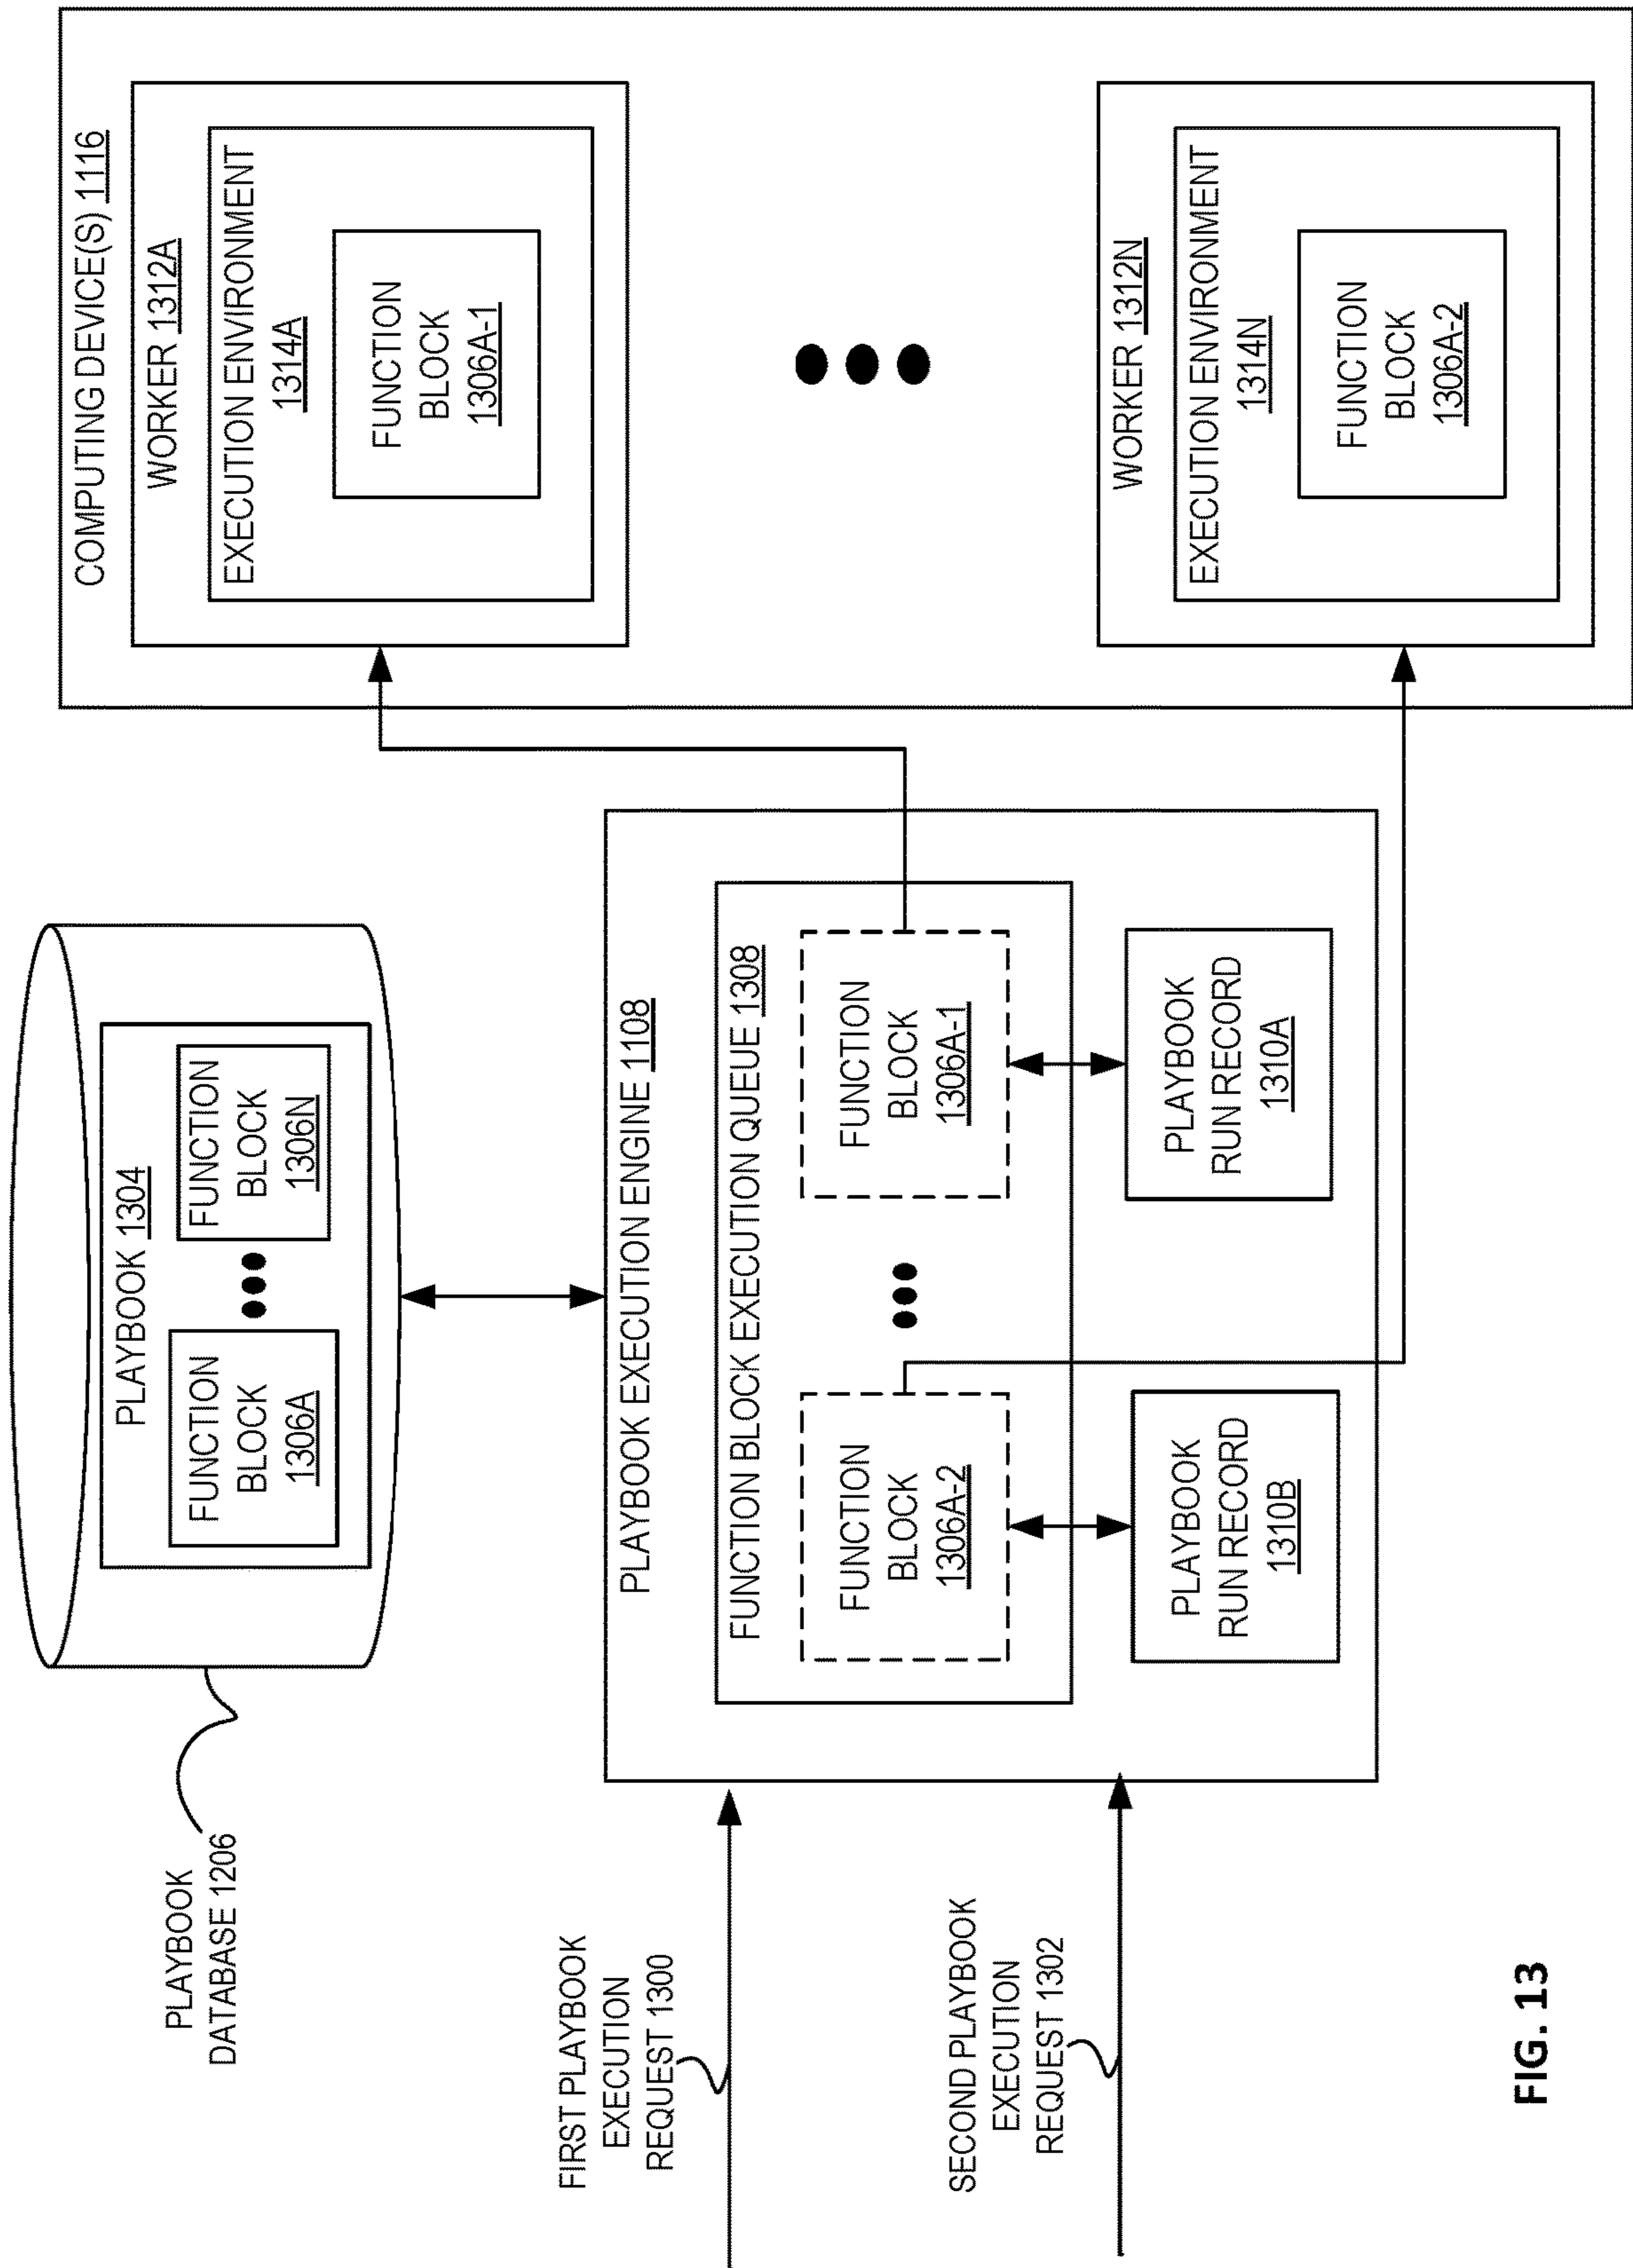 PLAYBOOK
DATABASE 1206
PLAYBOOK 1304
FUNCTION
BLOCK
1306A
FUNCTION
BLOCK
1306N
FIRST PLAYBOOK
EXECUTION
REQUEST 1300
SECOND PLAYBOOK
EXECUTION
REQUEST 1302
PLAYBOOK EXECUTION ENGINE 1108
FUNCTION BLOCK EXECUTION QUEUE 1308
FUNCTION
BLOCK
1306A-2
FUNCTION
BLOCK
1306A-1
PLAYBOOK
RUN RECORD
1310B
PLAYBOOK
RUN RECORD
1310A
COMPUTING DEVICE(S) 1116
WORKER 1312A
EXECUTION ENVIRONMENT
1314A
FUNCTION
BLOCK
1306A-1
WORKER 1312N
EXECUTION ENVIRONMENT
1314N
FUNCTION
BLOCK
1306A-2
FIG. 13